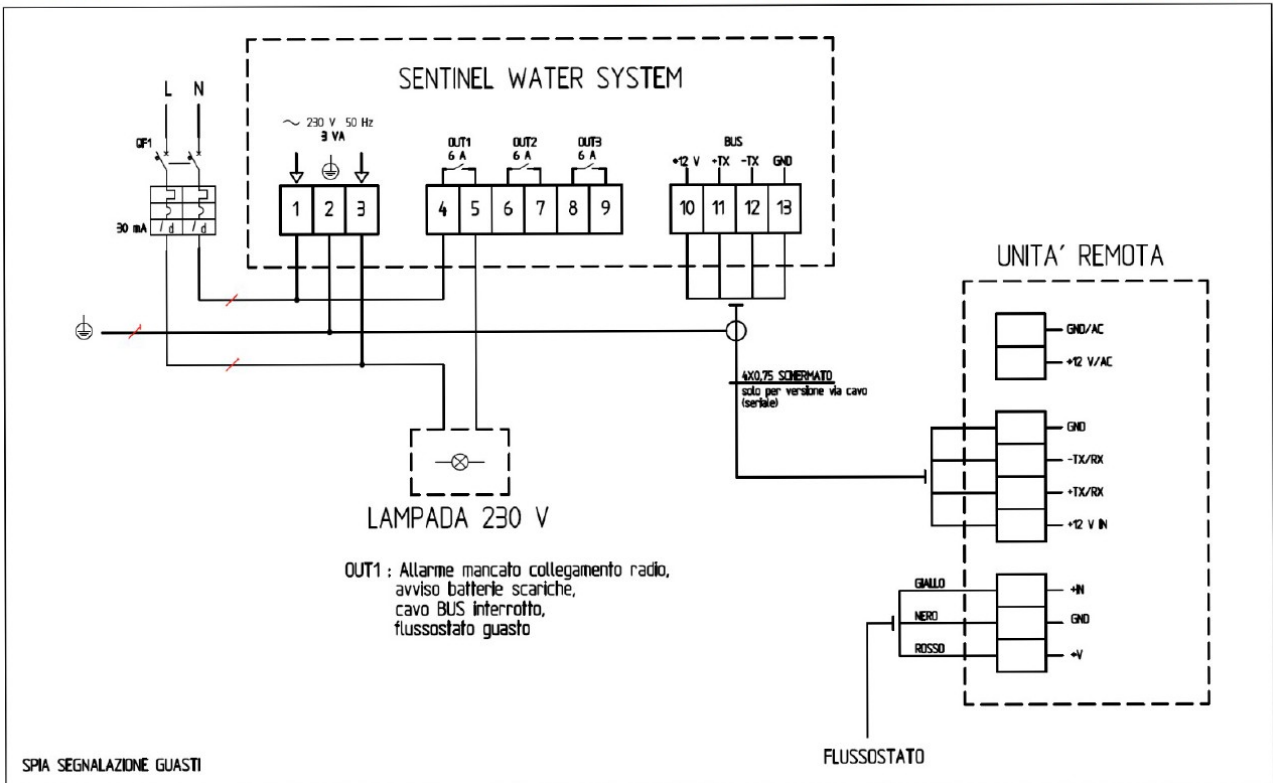 SENTINEL WATER SYSTEM
L N
QF1
30 mA
/d /d
~ 230 V 50 Hz
3 VA
1 2 3
OUT1 OUT2 OUT3
6 A 6 A 6 A
4 5 6 7 8 9
BUS
+12 V +TX -TX GND
10 11 12 13
UNITA' REMOTA
GND/AC
+12 V/AC
4X0,75 SCHERMATO
solo per versione via cavo
(seriale)
GND
-TX/RX
+TX/RX
+12 V IN
LAMPADA 230 V
OUT1 : Allarme mancato collegamento radio,
avviso batterie scariche,
cavo BUS interrotto,
flussostato guasto
GIALLO
NERO
ROSSO
+IN
GND
+V
FLUSSOSTATO
SPIA SEGNALAZIONE GUASTI